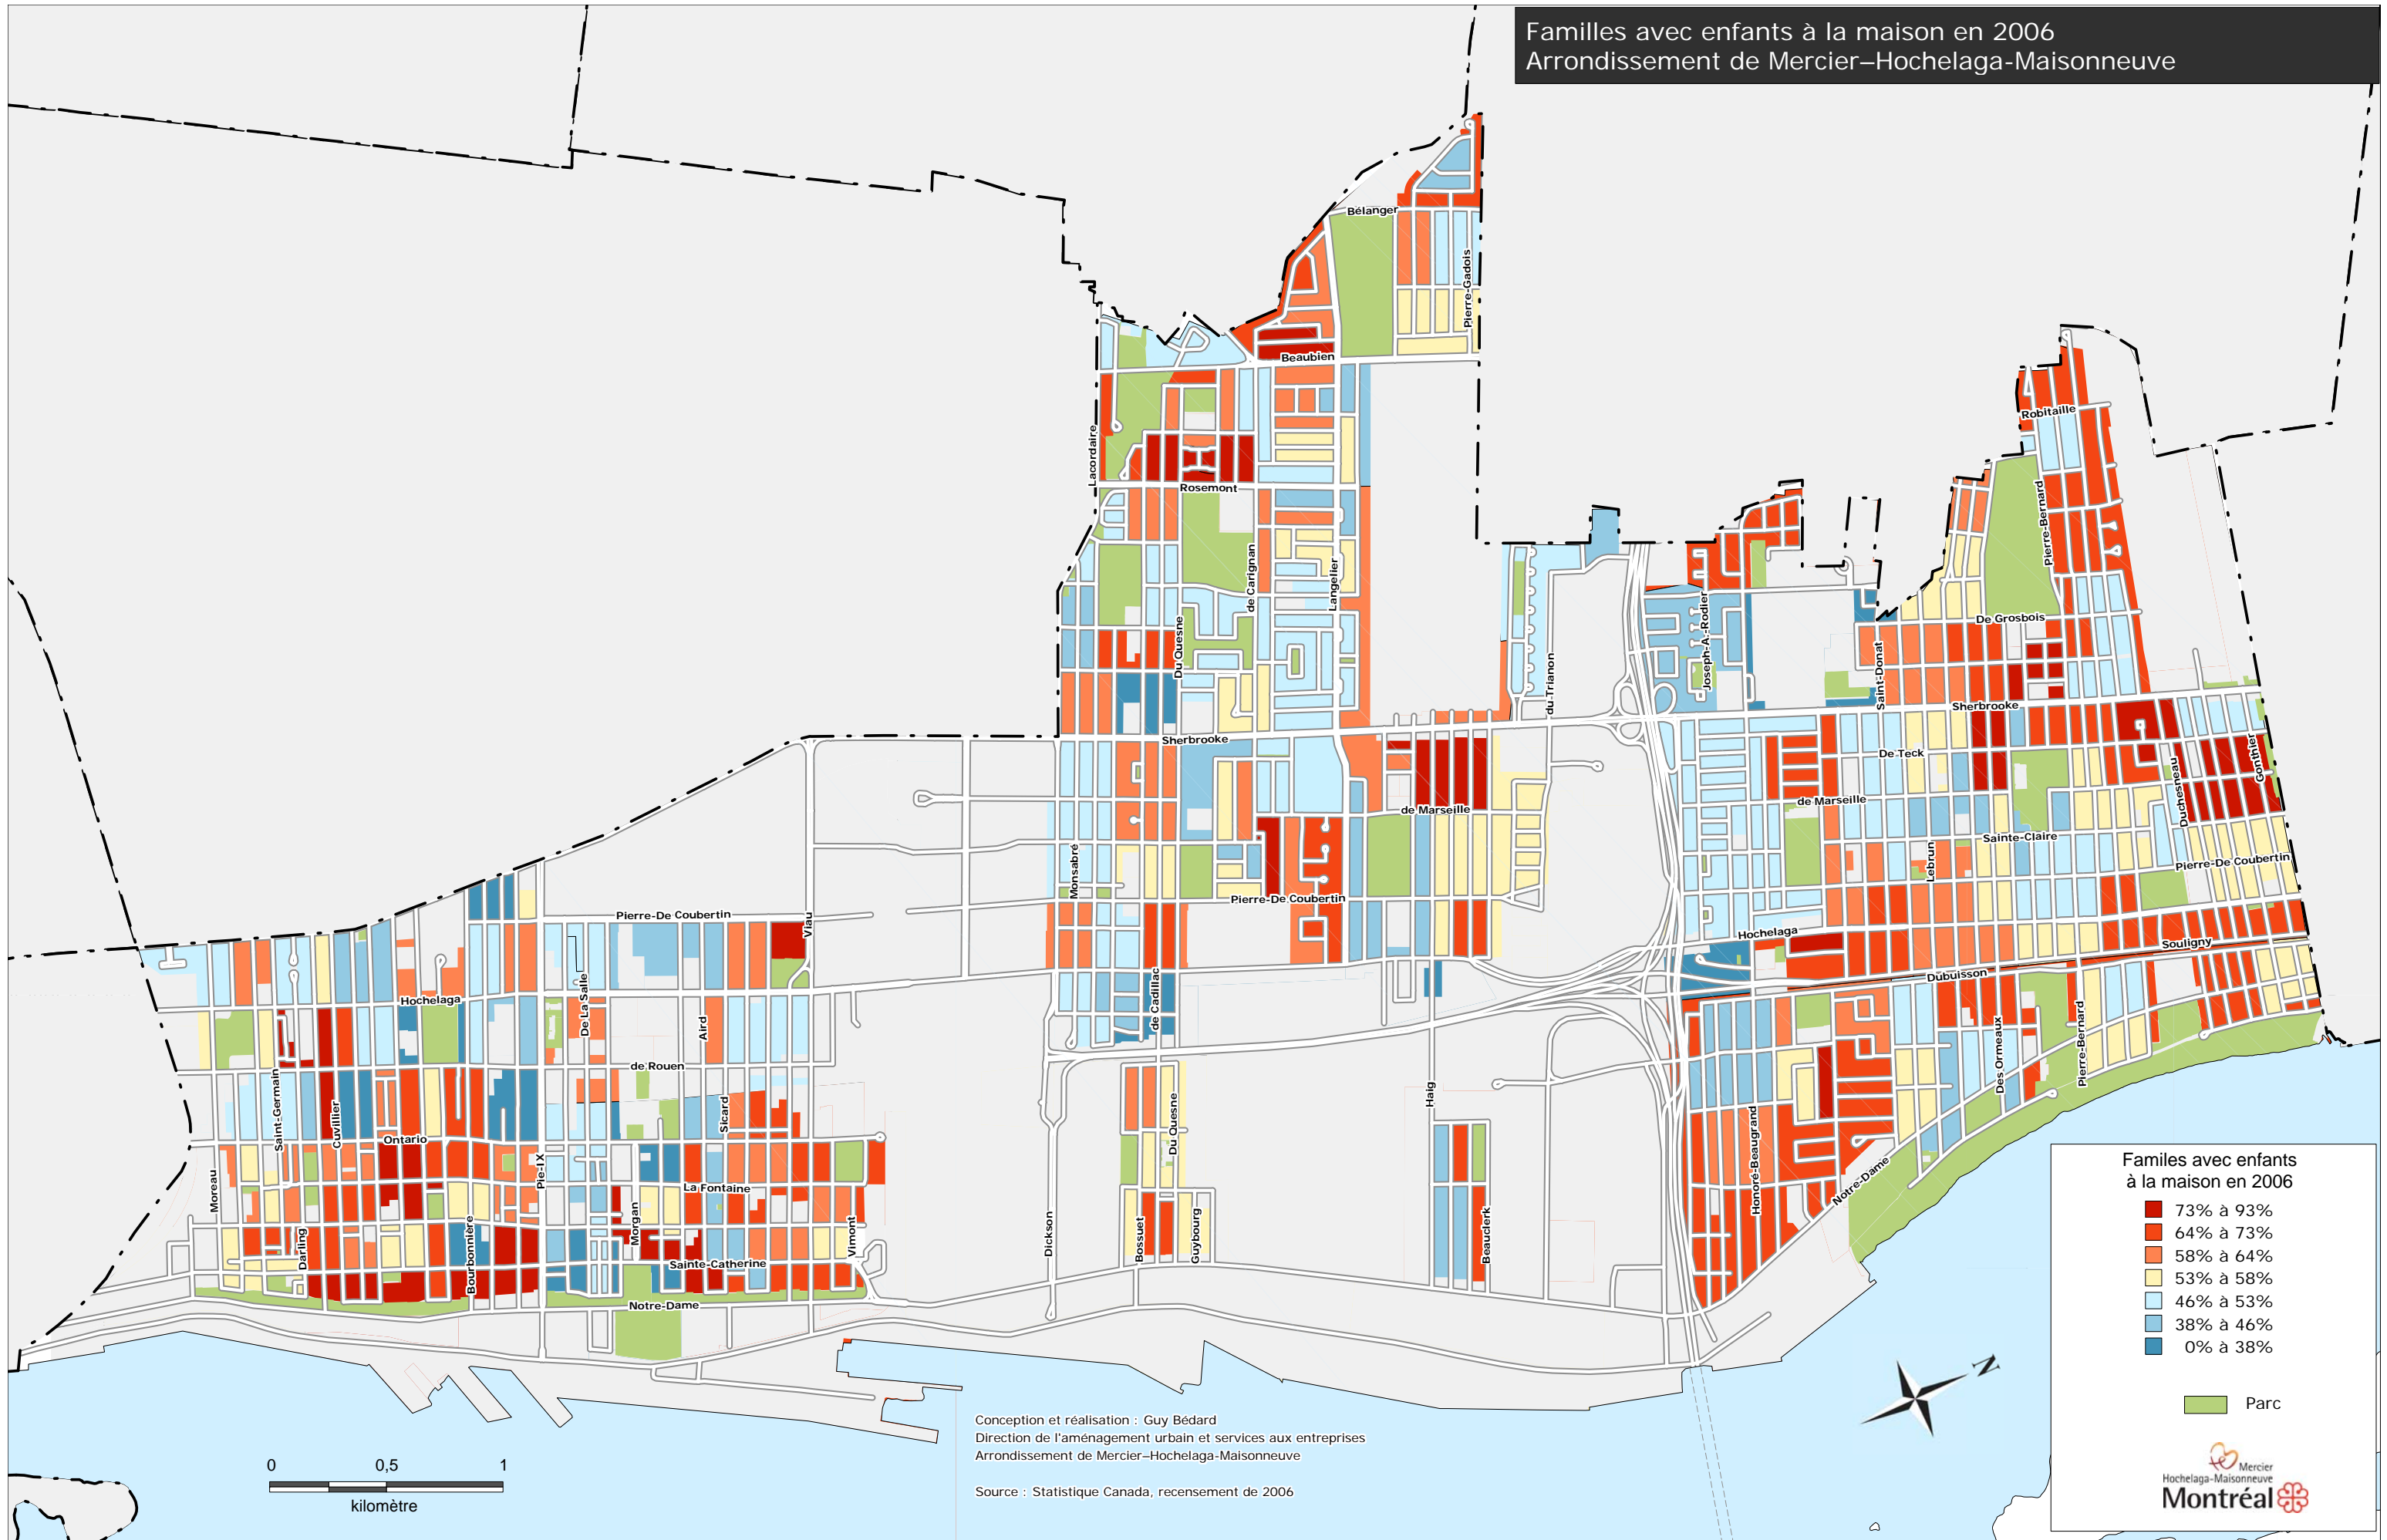 Familles avec enfants à la maison en 2006
Arrondissement de Mercier–Hochelaga-Maisonneuve
Bélanger
Pierre-Gadois
Beaubien
Lacordaire
Rosemont
de Carignan
Langelier
Du Quesne
Sherbrooke
du Trianon
Joseph-A.-Rodier
Robitaille
Pierre-Bernard
De Grosbois
Saint-Donat
Sherbrooke
De Teck
de Marseille
de Marseille
Gonthier
Duchesneau
Sainte-Claire
Lebrun
Pierre-De Coubertin
Monsabré
Pierre-De Coubertin
Pierre-De Coubertin
Viau
Hochelaga
Souligny
Dubuisson
Hochelaga
De La Salle
Aird
de Cadillac
de Rouen
Saint-Germain
Cuvillier
Ontario
Sicard
Du Quesne
Haig
Des Ormeaux
Pierre-Bernard
Honoré-Beaugrand
Notre-Dame
Moreau
Pie-IX
La Fontaine
Morgan
Darling
Bourbonnière
Vimont
Sainte-Catherine
Notre-Dame
Dickson
Bossuet
Guybourg
Beauclerk
Familes avec enfants
à la maison en 2006
73% à 93%
64% à 73%
58% à 64%
53% à 58%
46% à 53%
38% à 46%
0% à 38%
Parc
N
Mercier
Hochelaga-Maisonneuve
Montréal
Conception et réalisation : Guy Bédard
Direction de l'aménagement urbain et services aux entreprises
Arrondissement de Mercier–Hochelaga-Maisonneuve
Source : Statistique Canada, recensement de 2006
0 0,5 1
kilomètre